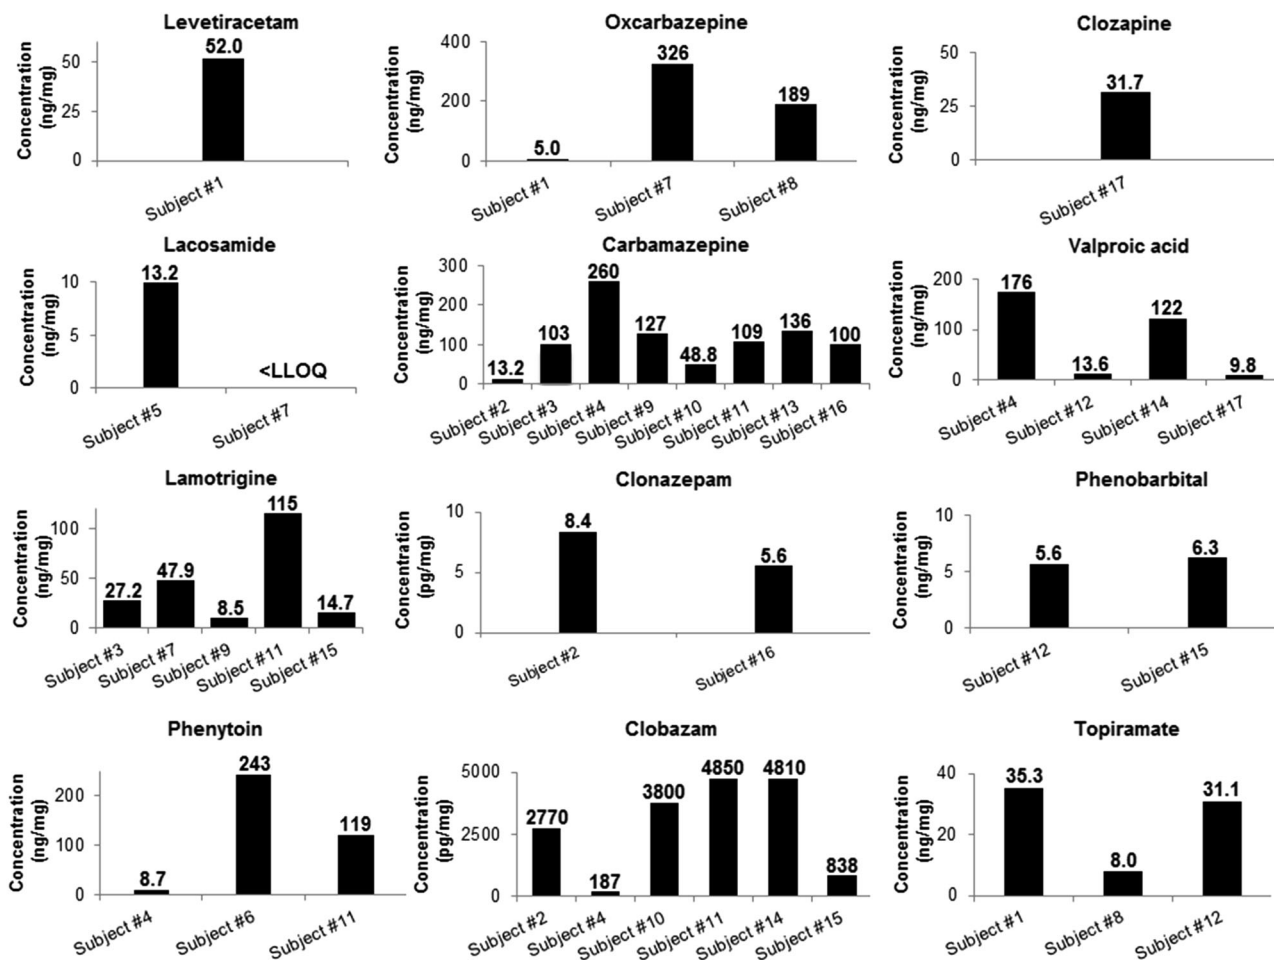 Levetiracetam
Concentration
(ng/mg)
50
25
0
52.0
Subject #1
Oxcarbazepine
Concentration
(ng/mg)
400
200
0
5.0
326
189
Subject #1
Subject #7
Subject #8
Clozapine
Concentration
(ng/mg)
50
25
0
31.7
Subject #17
Lacosamide
Concentration
(ng/mg)
10
5
0
13.2
<LLOQ
Subject #5
Subject #7
Carbamazepine
Concentration
(ng/mg)
300
200
100
0
13.2
103
260
127
48.8
109
136
100
Subject #2
Subject #3
Subject #4
Subject #9
Subject #10
Subject #11
Subject #13
Subject #16
Valproic acid
Concentration
(ng/mg)
200
100
0
176
13.6
122
9.8
Subject #4
Subject #12
Subject #14
Subject #17
Lamotrigine
Concentration
(ng/mg)
100
50
0
27.2
47.9
8.5
115
14.7
Subject #3
Subject #7
Subject #9
Subject #11
Subject #15
Clonazepam
Concentration
(pg/mg)
10
5
0
8.4
5.6
Subject #2
Subject #16
Phenobarbital
Concentration
(ng/mg)
10
5
0
5.6
6.3
Subject #12
Subject #15
Phenytoin
Concentration
(ng/mg)
200
100
0
8.7
243
119
Subject #4
Subject #6
Subject #11
Clobazam
Concentration
(pg/mg)
5000
2500
0
2770
187
3800
4850
4810
838
Subject #2
Subject #4
Subject #10
Subject #11
Subject #14
Subject #15
Topiramate
Concentration
(ng/mg)
40
20
0
35.3
8.0
31.1
Subject #1
Subject #8
Subject #12